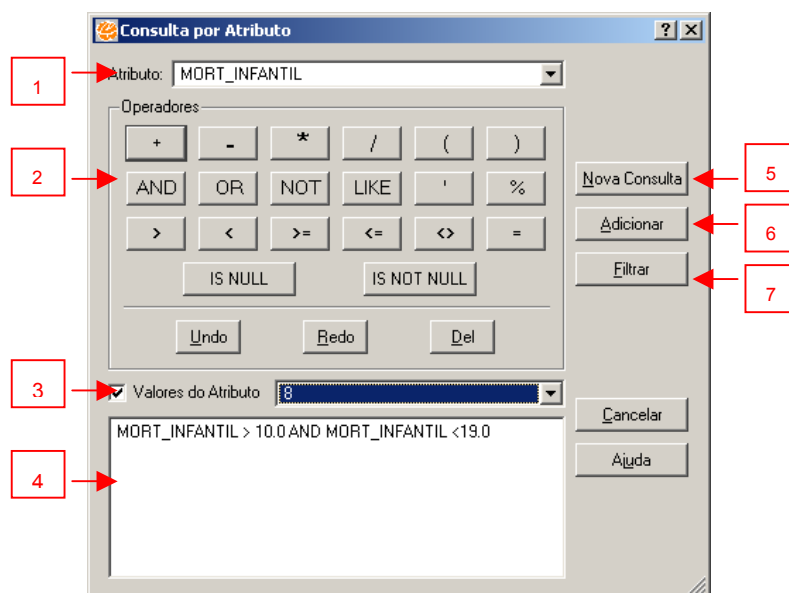 Consulta por Atributo
? X
1
Atributo: MORT_INFANTIL
Operadores
+ - * / ( )
2
AND OR NOT LIKE ' %
5
Nova Consulta
> < >= <= <> =
6
Adicionar
IS NULL IS NOT NULL
7
Filtrar
Undo Redo Del
3
Valores do Atributo 8
Cancelar
4
MORT_INFANTIL > 10.0 AND MORT_INFANTIL <19.0
Ajuda